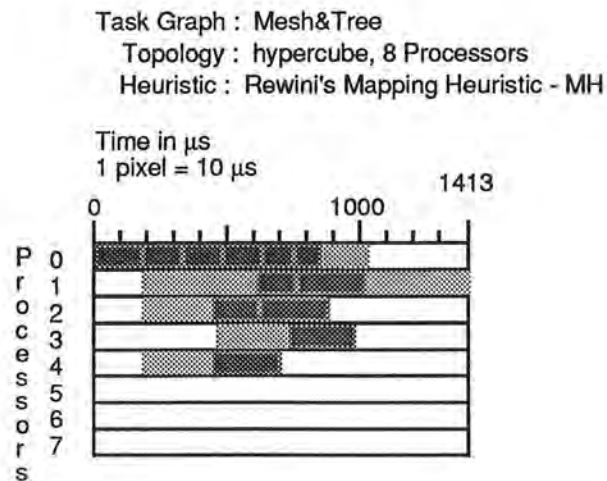 Task Graph : Mesh&Tree
Topology : hypercube, 8 Processors
Heuristic : Rewini's Mapping Heuristic - MH
Time in µs
1 pixel = 10 µs
1413
0 1000
Processors
0
1
2
3
4
5
6
7